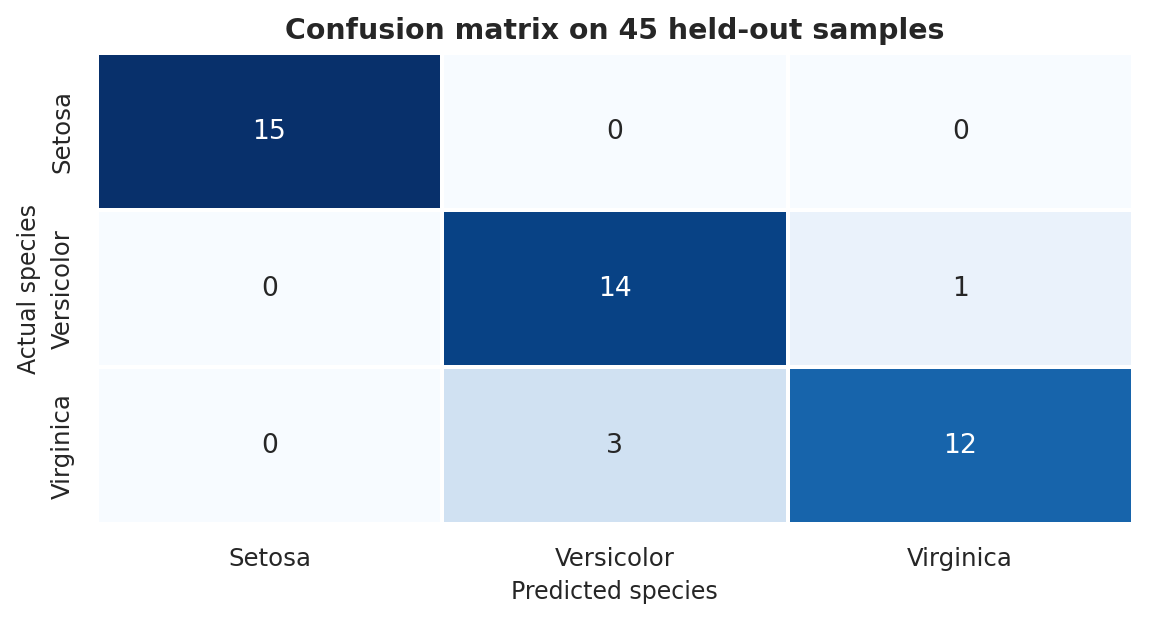 Confusion matrix on 45 held-out samples
Actual species
Setosa
15 0 0
Versicolor
0 14 1
Virginica
0 3 12
Setosa Versicolor Virginica
Predicted species